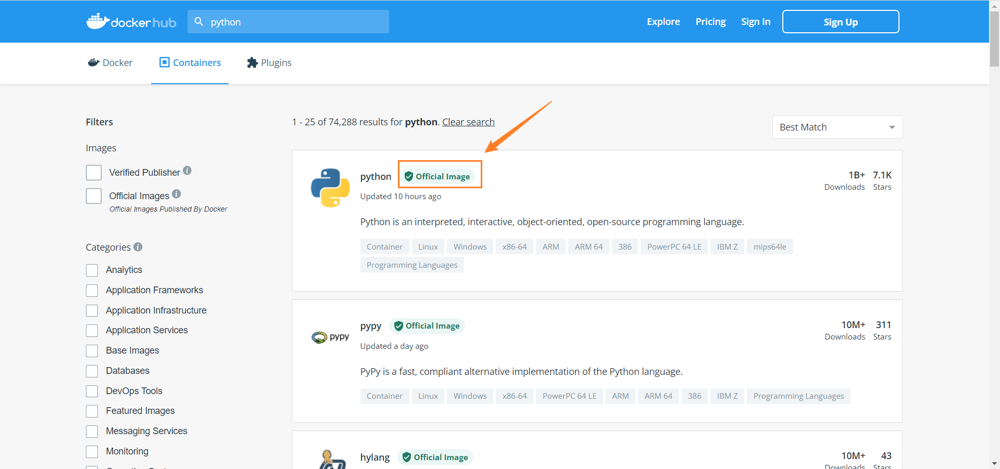 docker hub
python
Explore
Pricing
Sign In
Sign Up
Docker
Containers
Plugins
Filters
Images
Verified Publisher
Official Images
Official Images Published By Docker
Categories
Analytics
Application Frameworks
Application Infrastructure
Application Services
Base Images
Databases
DevOps Tools
Featured Images
Messaging Services
Monitoring
1 - 25 of 74,288 results for python. Clear search
Best Match
python Official Image
Updated 10 hours ago
1B+ 7.1K
Downloads Stars
Python is an interpreted, interactive, object-oriented, open-source programming language.
Container Linux Windows x86-64 ARM ARM 64 386 PowerPC 64 LE IBM Z mips64le
Programming Languages
pypy
pypy Official Image
Updated a day ago
10M+ 311
Downloads Stars
PyPy is a fast, compliant alternative implementation of the Python language.
Container Linux Windows x86-64 PowerPC 64 LE ARM ARM 64 386 IBM Z Programming Languages
hylang Official Image
10M+ 43
Downloads Stars